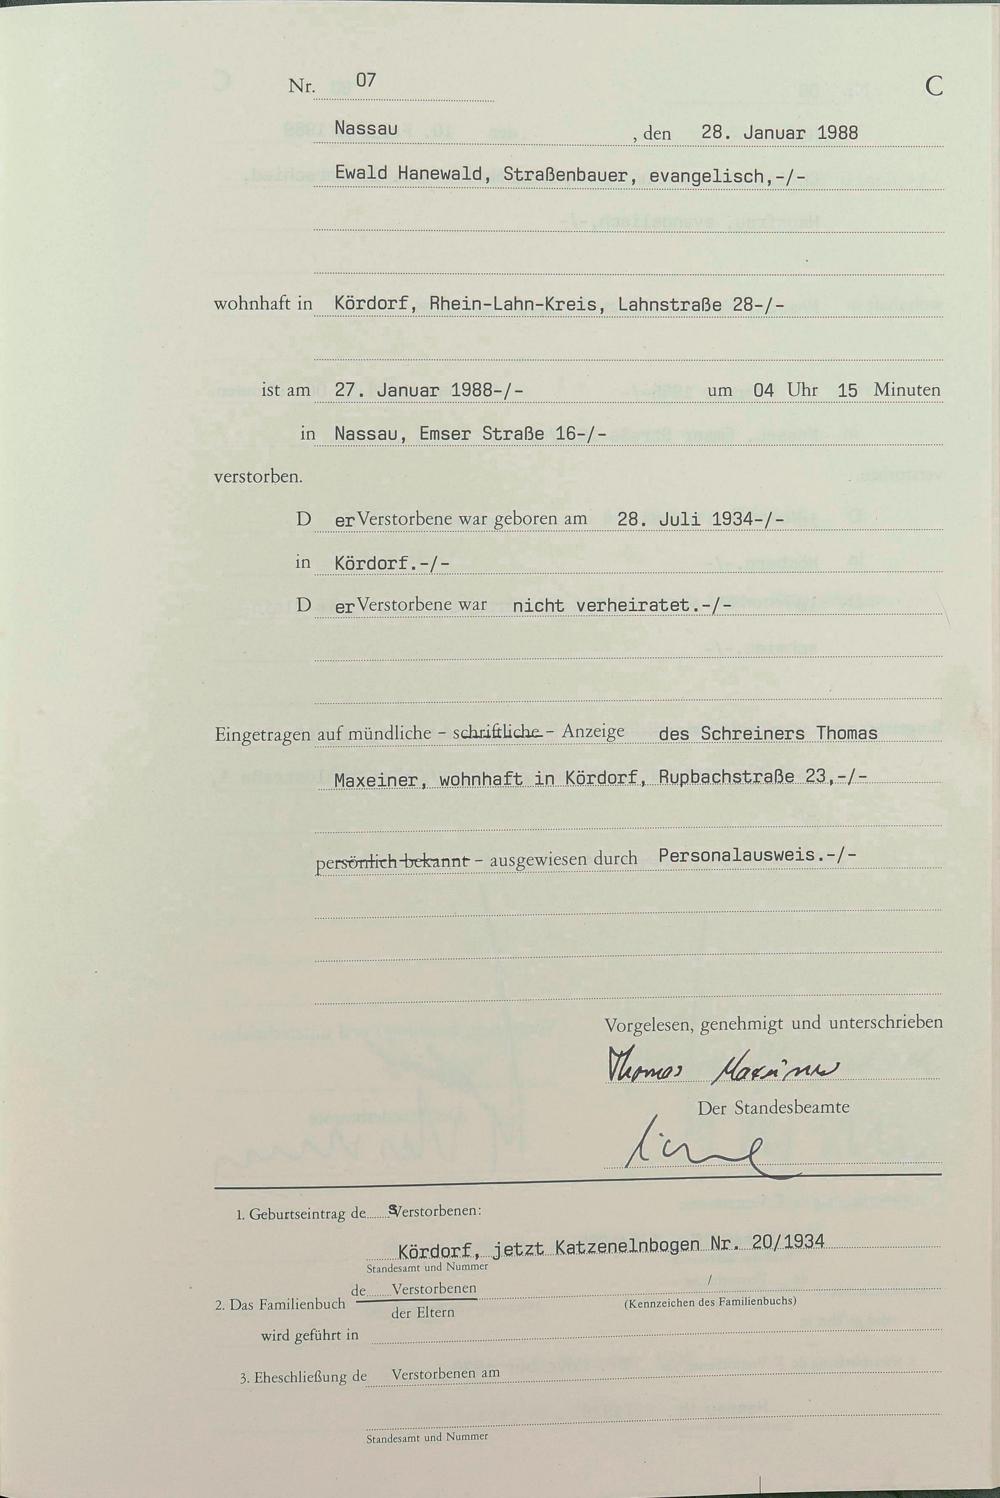 Nr. 07 C
Nassau , den 28. Januar 1988
Ewald Hanewald, Straßenbauer, evangelisch,-/-
wohnhaft in Kördorf, Rhein-Lahn-Kreis, Lahnstraße 28-/-
ist am 27. Januar 1988-/- um 04 Uhr 15 Minuten
in Nassau, Emser Straße 16-/-
verstorben.
D er Verstorbene war geboren am 28. Juli 1934-/-
in Kördorf.-/-
D er Verstorbene war nicht verheiratet.-/-
Eingetragen auf mündliche - schriftliche - Anzeige des Schreiners Thomas
Maxeiner, wohnhaft in Kördorf, Rupbachstraße 23,-/-
persönlich bekannt - ausgewiesen durch Personalausweis.-/-
Vorgelesen, genehmigt und unterschrieben
Thomas Maxeiner
Der Standesbeamte
1. Geburtseintrag des Verstorbenen:
Kördorf, jetzt Katzenelnbogen Nr. 20/1934
Standesamt und Nummer
2. Das Familienbuch de Verstorbenen /
der Eltern (Kennzeichen des Familienbuchs)
wird geführt in
3. Eheschließung de Verstorbenen am
Standesamt und Nummer